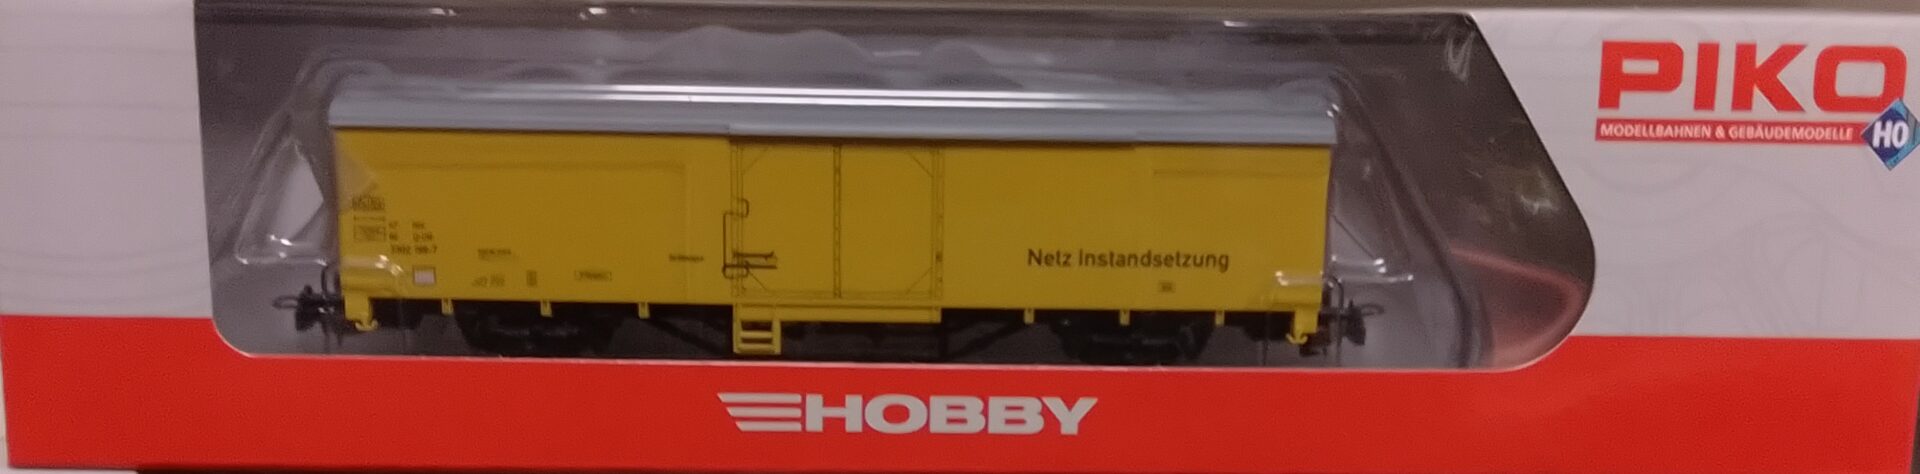 PIKO
MODELLBAHNEN & GEBÄUDEMODELLE
H0
Netz Instandsetzung
HOBBY